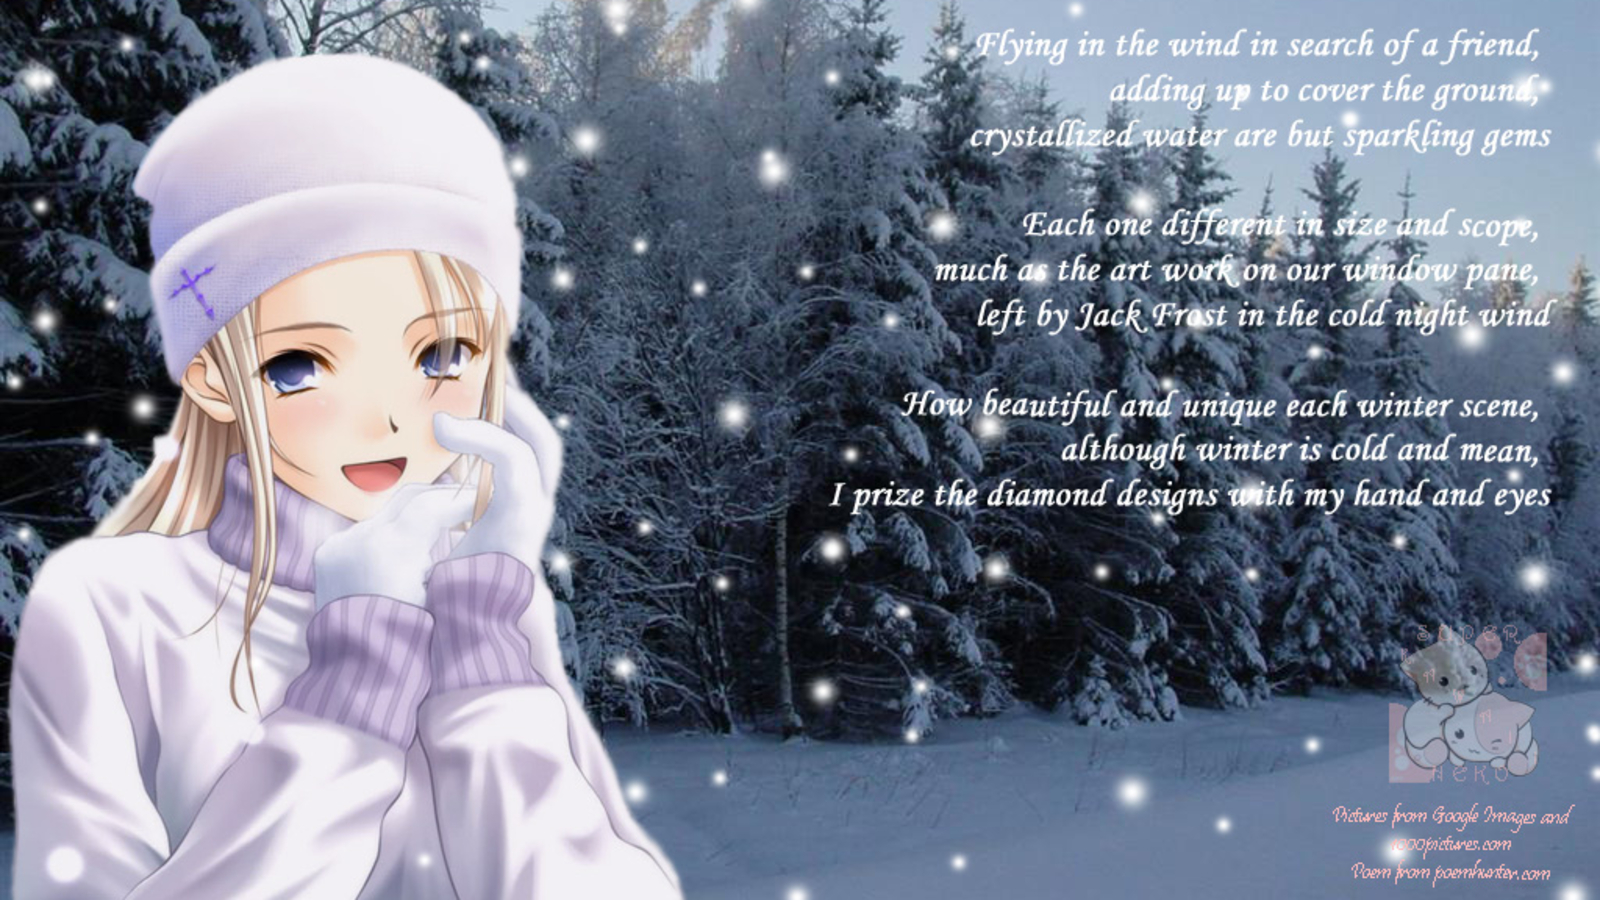 Flying in the wind in search of a friend,
adding up to cover the ground,
crystallized water are but sparkling gems
Each one different in size and scope,
much as the art work on our window pane,
left by Jack Frost in the cold night wind
How beautiful and unique each winter scene,
although winter is cold and mean,
I prize the diamond designs with my hand and eyes
SUPER
NEKO
Pictures from Google Images and
1000pictures.com
Poem from poemhunter.com